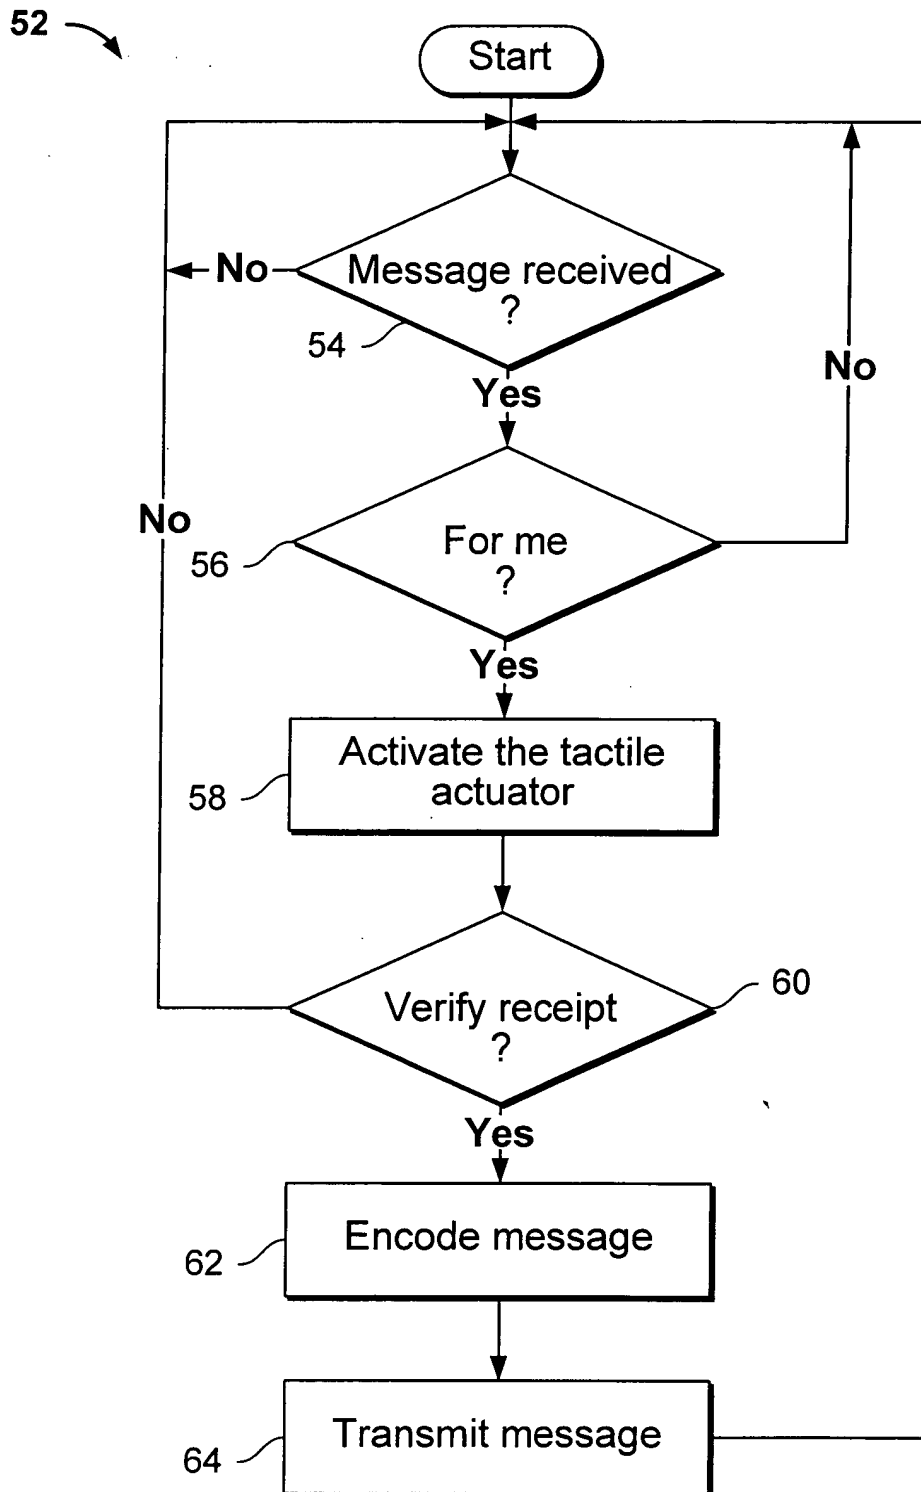 52
Start
No
Message received
?
54
Yes
No
No
For me
?
56
Yes
Activate the tactile
actuator
58
Verify receipt
?
60
Yes
Encode message
62
Transmit message
64